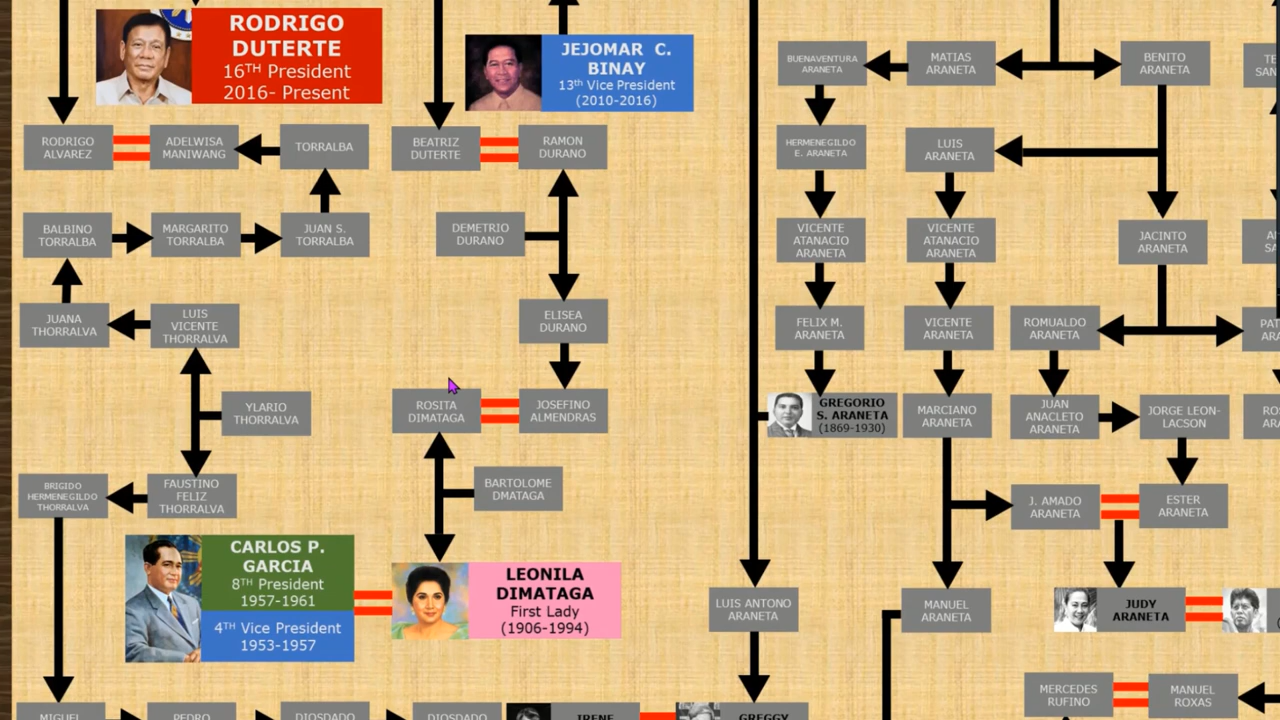 RODRIGO
DUTERTE
16TH President
2016- Present
JEJOMAR C.
BINAY
13th Vice President
(2010-2016)
BUENAVENTURA
ARANETA
MATIAS
ARANETA
BENITO
ARANETA
RODRIGO
ALVAREZ
ADELWISA
MANIWANG
TORRALBA
BEATRIZ
DUTERTE
RAMON
DURANO
HERMENEGILDO
E. ARANETA
LUIS
ARANETA
BALBINO
TORRALBA
MARGARITO
TORRALBA
JUAN S.
TORRALBA
DEMETRIO
DURANO
VICENTE
ATANACIO
ARANETA
VICENTE
ATANACIO
ARANETA
JACINTO
ARANETA
JUANA
THORRALVA
LUIS
VICENTE
THORRALVA
ELISEA
DURANO
FELIX M.
ARANETA
VICENTE
ARANETA
ROMUALDO
ARANETA
YLARIO
THORRALVA
ROSITA
DIMATAGA
JOSEFINO
ALMENDRAS
GREGORIO
S. ARANETA
(1869-1930)
MARCIANO
ARANETA
JUAN
ANACLETO
ARANETA
JORGE LEON-
LACSON
BRIGIDO
HERMENEGILDO
THORRALVA
FAUSTINO
FELIZ
THORRALVA
BARTOLOME
DMATAGA
J. AMADO
ARANETA
ESTER
ARANETA
CARLOS P.
GARCIA
8TH President
1957-1961
4TH Vice President
1953-1957
LEONILA
DIMATAGA
First Lady
(1906-1994)
LUIS ANTONO
ARANETA
MANUEL
ARANETA
JUDY
ARANETA
MERCEDES
RUFINO
MANUEL
ROXAS
MIGUEL
PEDRO
DIOSDADO
DIOSDADO
IRENE
GREGGY